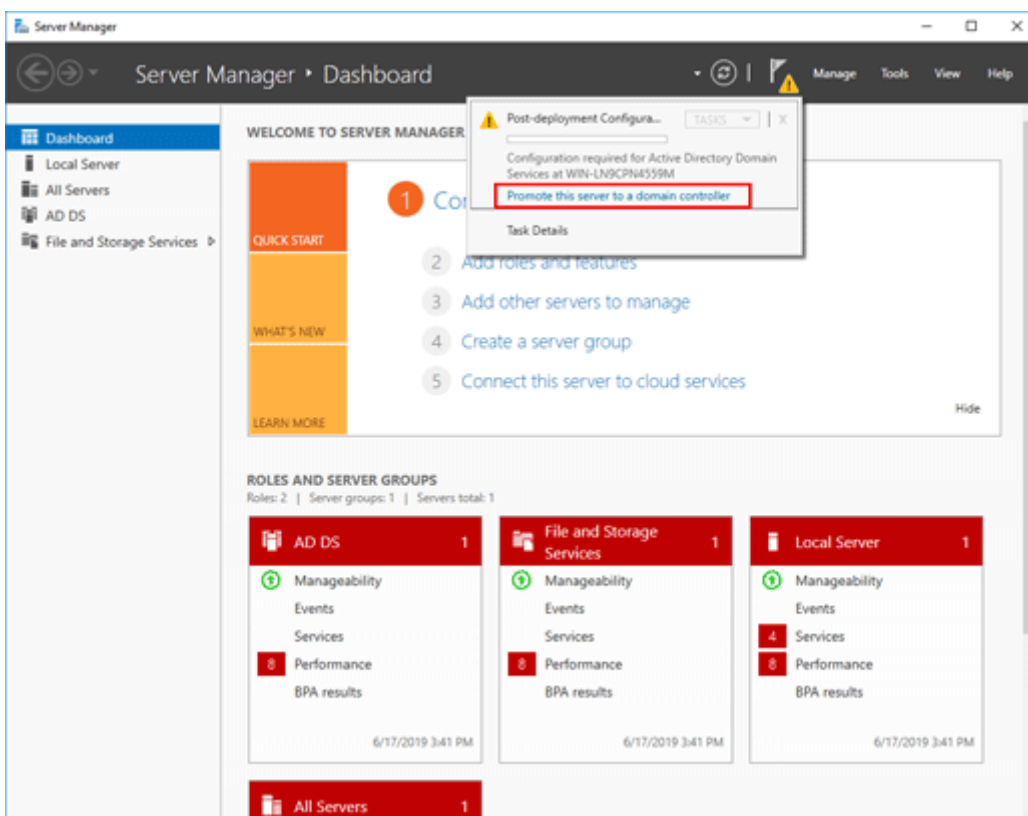 Server Manager
Server Manager • Dashboard
Manage Tools View Help
Dashboard
Local Server
All Servers
AD DS
File and Storage Services
WELCOME TO SERVER MANAGER
Post-deployment Configura... TASKS X
Configuration required for Active Directory Domain
Services at WIN-LN9CPN4559M
Promote this server to a domain controller
Task Details
QUICK START
WHAT'S NEW
LEARN MORE
1
2 Add roles and features
3 Add other servers to manage
4 Create a server group
5 Connect this server to cloud services
Hide
ROLES AND SERVER GROUPS
Roles: 2 | Server groups: 1 | Servers total: 1
AD DS 1
Manageability
Events
Services
8 Performance
BPA results
6/17/2019 3:41 PM
File and Storage
Services 1
Manageability
Events
Services
8 Performance
BPA results
6/17/2019 3:41 PM
Local Server 1
Manageability
Events
4 Services
8 Performance
BPA results
6/17/2019 3:41 PM
All Servers 1